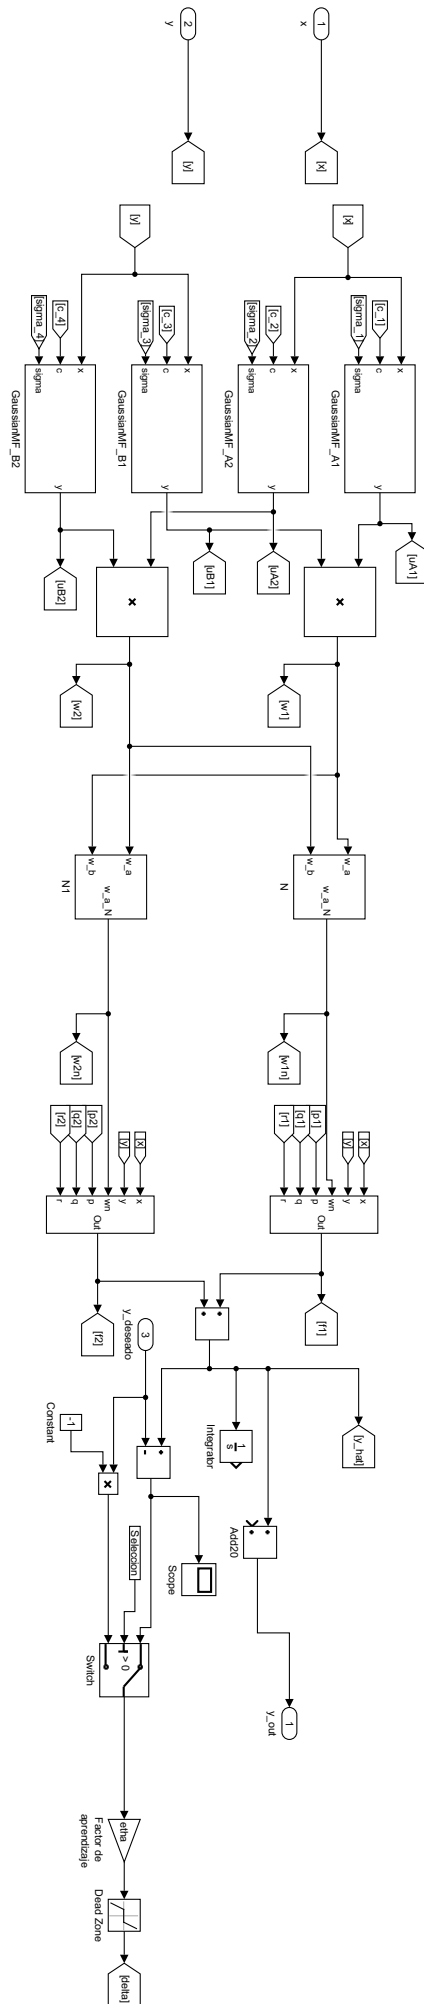 1
x
[x]
2
y
[y]
[x]
[y]
[c_1]
[sigma_1]
x
c
sigma
y
GaussianMF_A1
[c_2]
[sigma_2]
x
c
sigma
y
GaussianMF_A2
[c_3]
[sigma_3]
x
c
sigma
y
GaussianMF_B1
[c_4]
[sigma_4]
x
c
sigma
y
GaussianMF_B2
[uA1]
[uA2]
[uB1]
[uB2]
×
×
[w1]
[w2]
w_a
w_b
w_a_N
N
w_a
w_b
w_a_N
N1
[w1n]
[w2n]
[x]
[y]
[p1]
[q1]
[r1]
x
y
wn
p
q
r
Out
[x]
[y]
[p2]
[q2]
[r2]
x
y
wn
p
q
r
Out
[f1]
[f2]
+
+
[y_hat]
1
s
Integrator
+
+
Add20
1
y_out
3
y_deseado
+
-
Scope
-1
Constant
×
Seleccion
> 0
Switch
etha
Factor de
aprendizaje
Dead Zone
[delta]